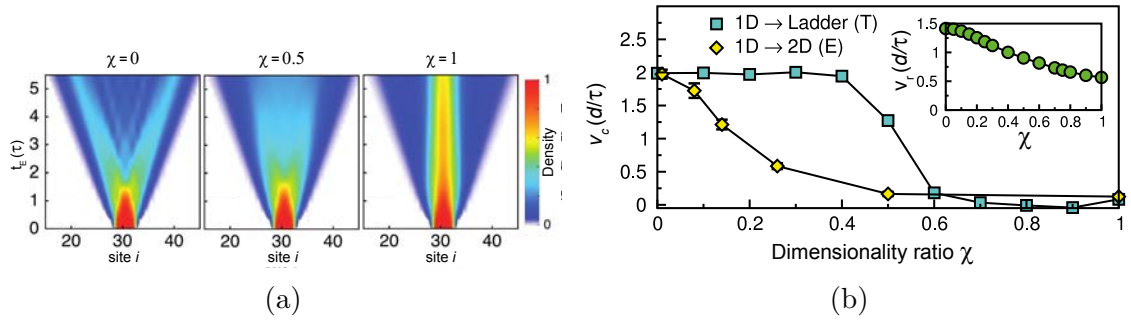 χ=0 χ=0.5 χ=1
5
4
3
2
1
0
t_E (τ)
20 30 40 20 30 40 20 30 40
site i site i site i
1
Density
0
(a)
2.5
2
1.5
1
0.5
0
v_c (d/τ)
1D → Ladder (T)
1D → 2D (E)
0 0.2 0.4 0.6 0.8 1
Dimensionality ratio χ
1.5
1
0.5
0
v_r (d/τ)
0 0.2 0.4 0.6 0.8 1
χ
(b)